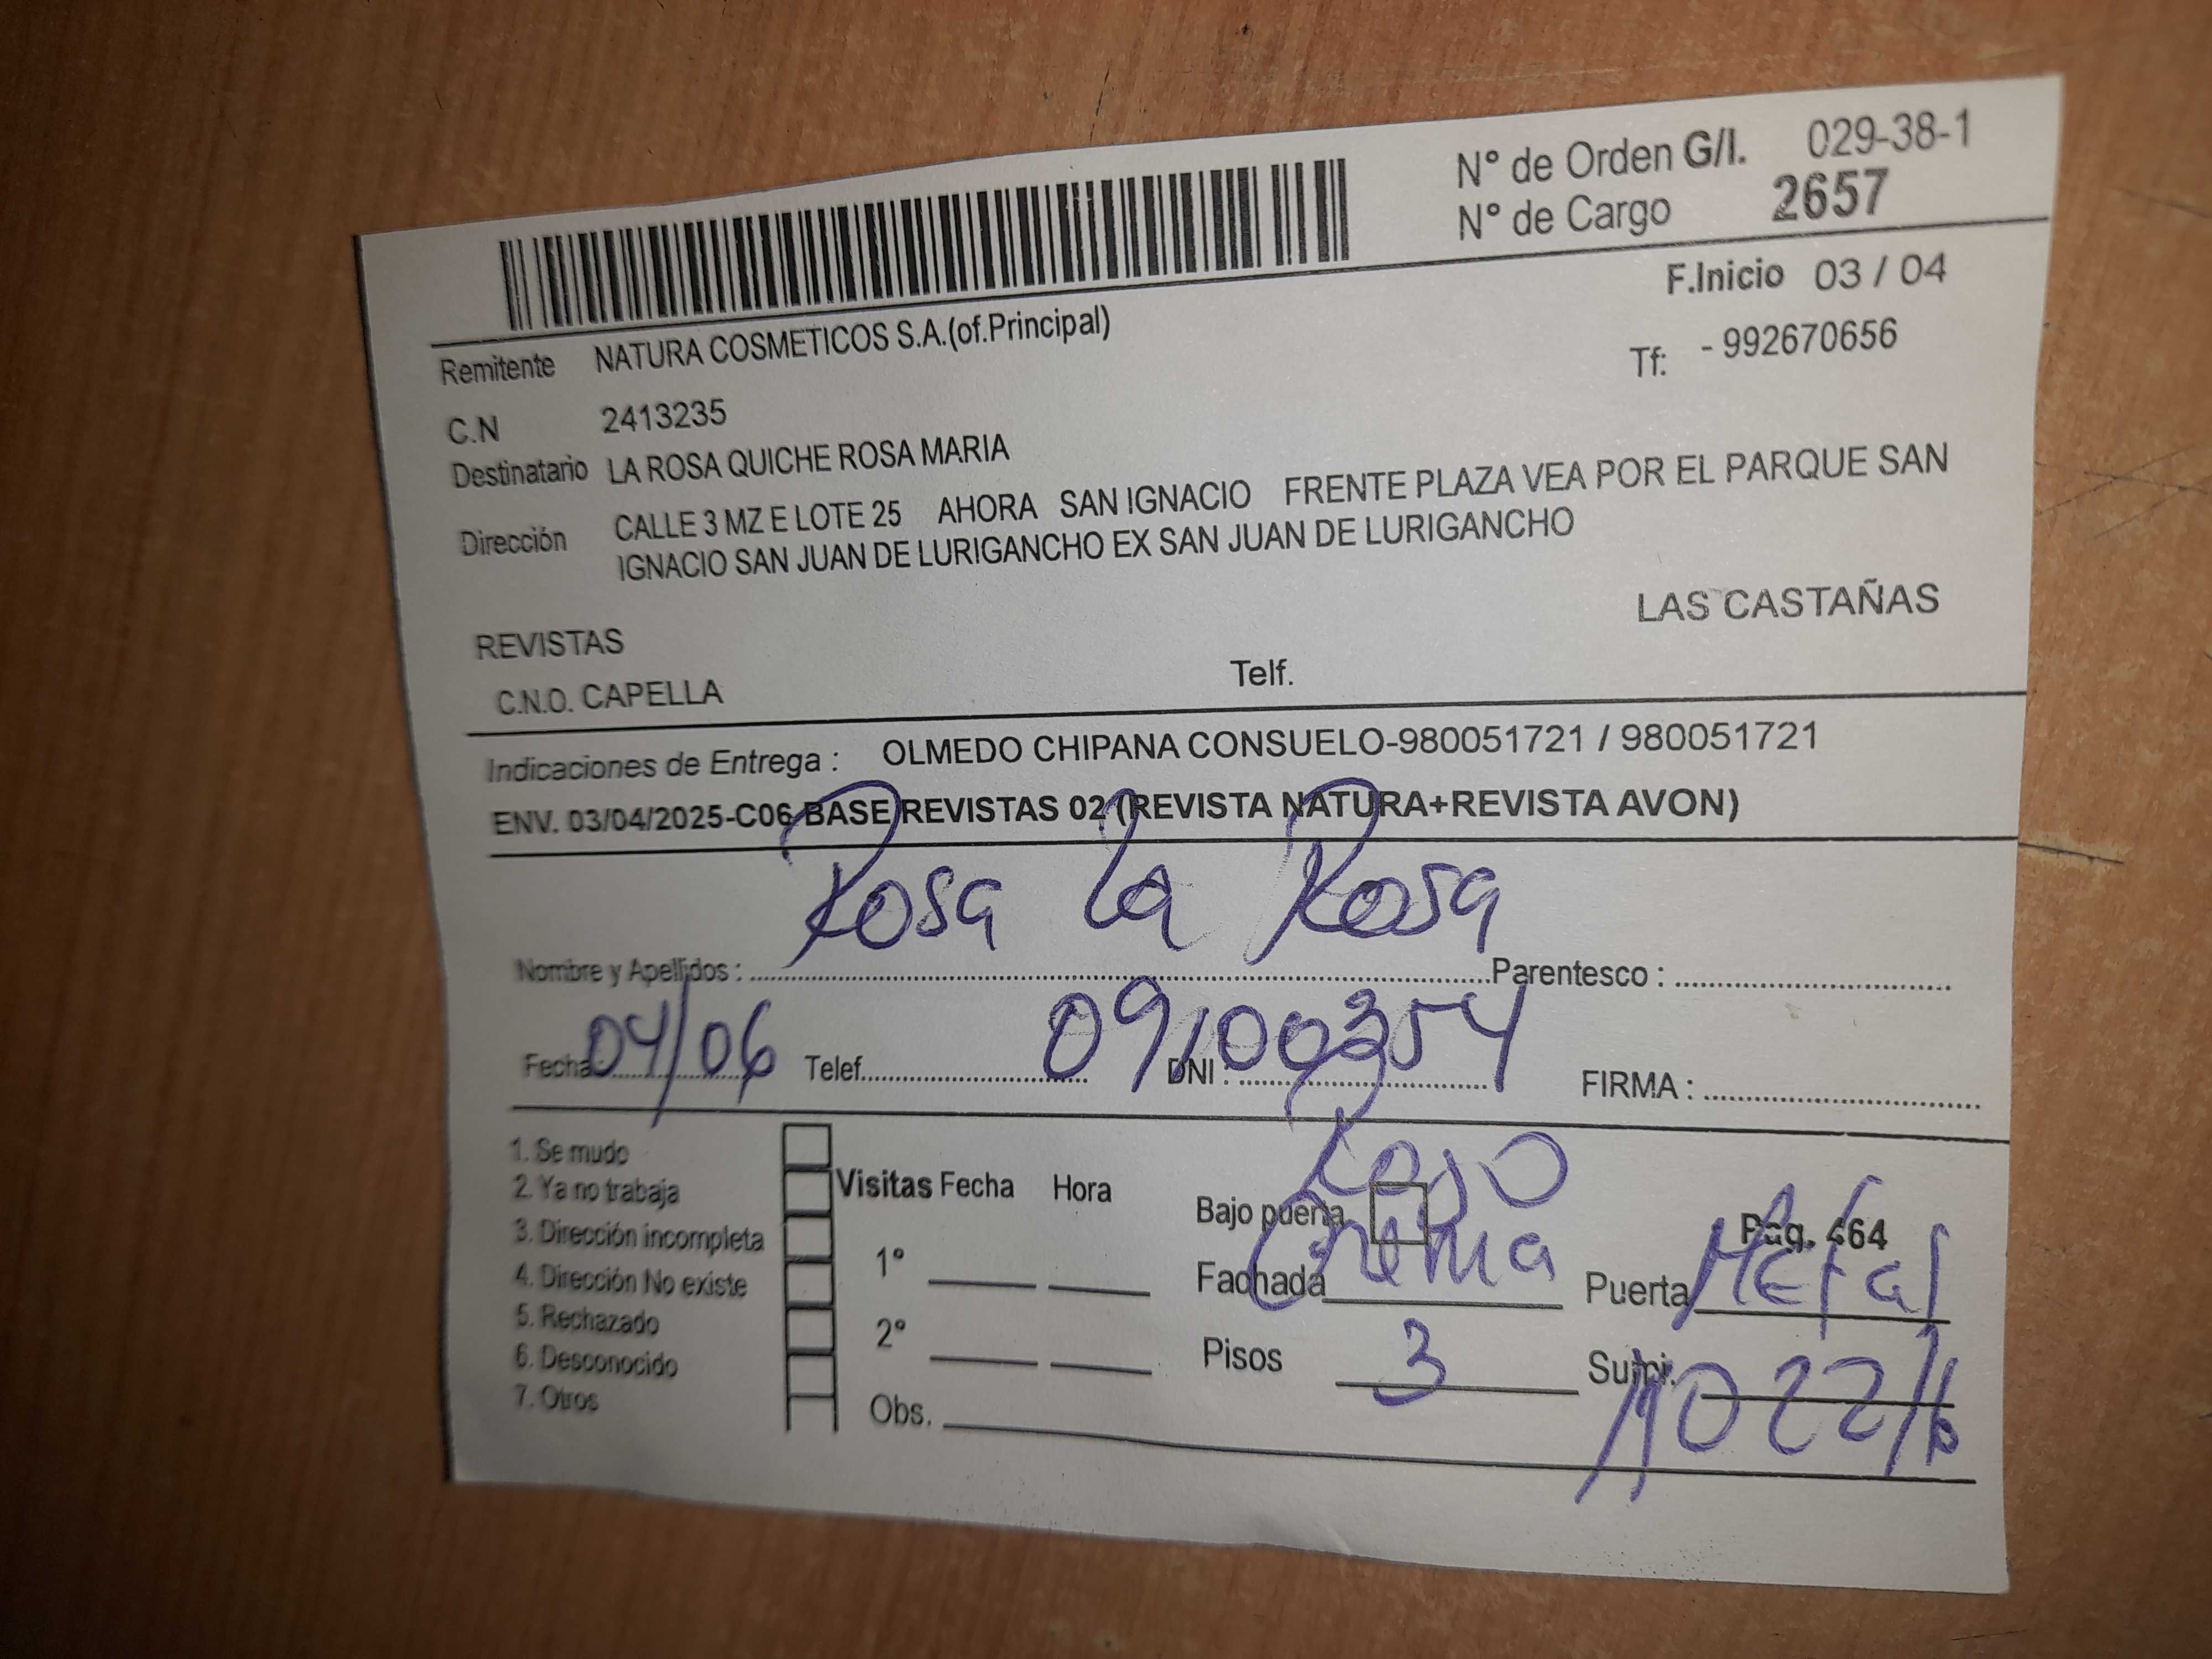 N° de Orden G/I. 029-38-1
N° de Cargo 2657
F.Inicio 03 / 04
Remitente NATURA COSMETICOS S.A.(of.Principal)
Tf: - 992670656
C.N 2413235
Destinatario LA ROSA QUICHE ROSA MARIA
Dirección CALLE 3 MZ E LOTE 25 AHORA SAN IGNACIO FRENTE PLAZA VEA POR EL PARQUE SAN
IGNACIO SAN JUAN DE LURIGANCHO EX SAN JUAN DE LURIGANCHO
LAS CASTAÑAS
REVISTAS
C.N.O. CAPELLA Telf.
Indicaciones de Entrega : OLMEDO CHIPANA CONSUELO-980051721 / 980051721
ENV. 03/04/2025-C06 BASE REVISTAS 02 (REVISTA NATURA+REVISTA AVON)
Rosa La Rosa
Nombre y Apellidos : Parentesco :
Fecha 04/06 Telef. DNI : 09100354 FIRMA :
1. Se mudo
2. Ya no trabaja
3. Dirección incompleta
4. Dirección No existe
5. Rechazado
6. Desconocido
7. Otros
Visitas Fecha Hora
1°
2°
Obs.
Bajo puerta Pag. 464
Fachada Crema Puerta Metal
Pisos 3 Sumi.